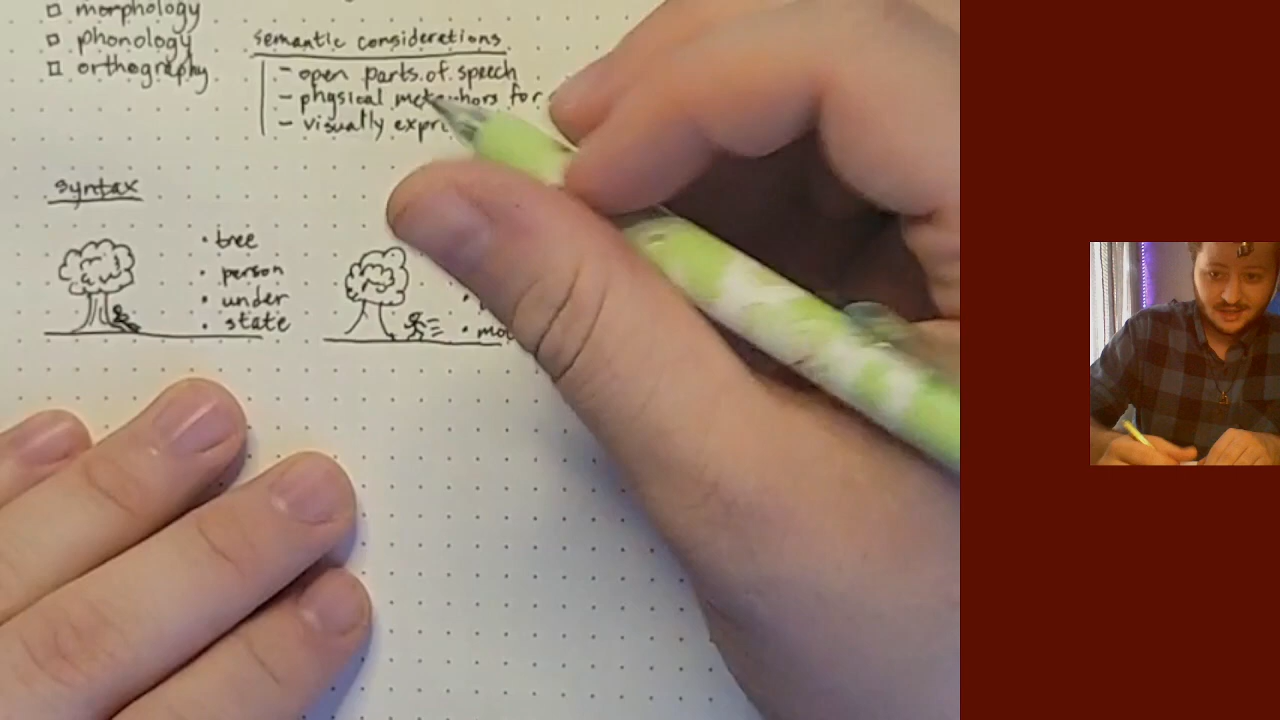 morphology
phonology
orthography
semantic considerations
- open parts of speech
- physical metaphors for
- visually expr
syntax
• tree
• person
• under
• state
• mo